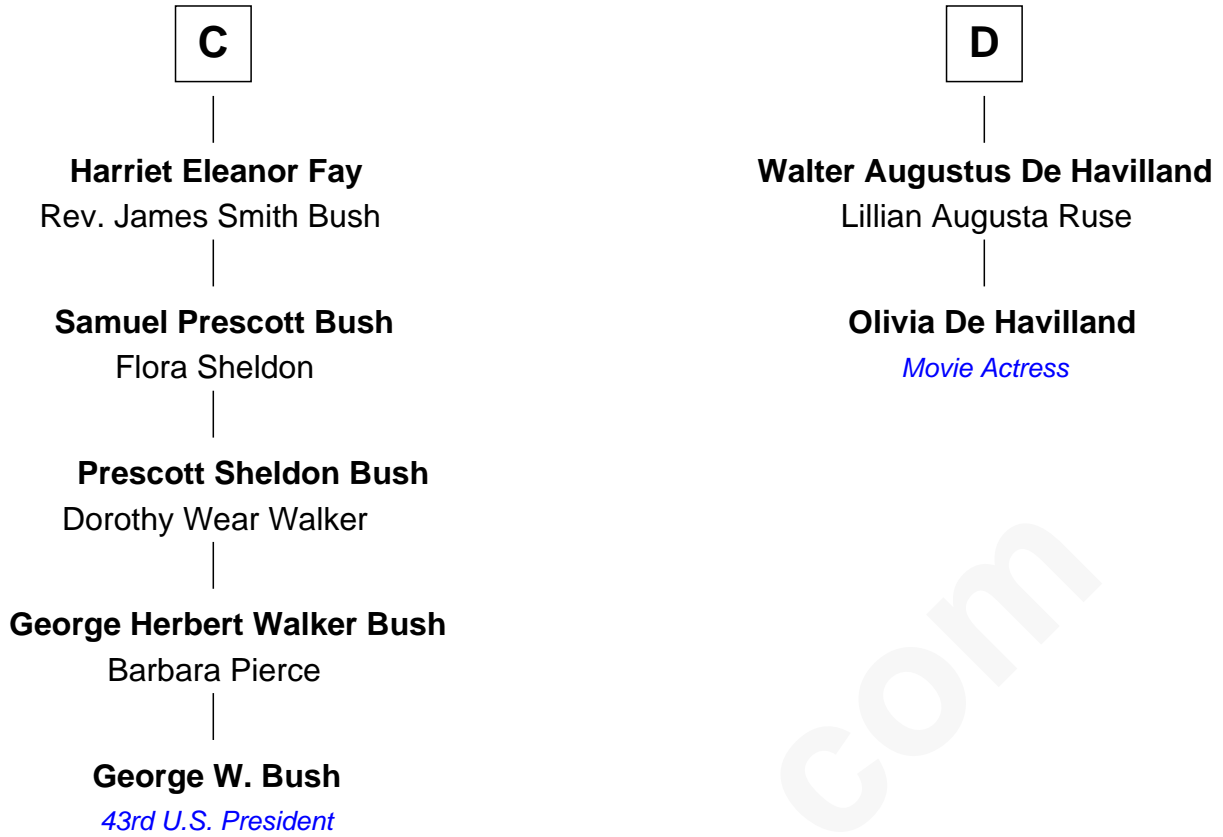 C
Harriet Eleanor Fay
Rev. James Smith Bush
Samuel Prescott Bush
Flora Sheldon
Prescott Sheldon Bush
Dorothy Wear Walker
George Herbert Walker Bush
Barbara Pierce
George W. Bush
43rd U.S. President
D
Walter Augustus De Havilland
Lillian Augusta Ruse
Olivia De Havilland
Movie Actress
com